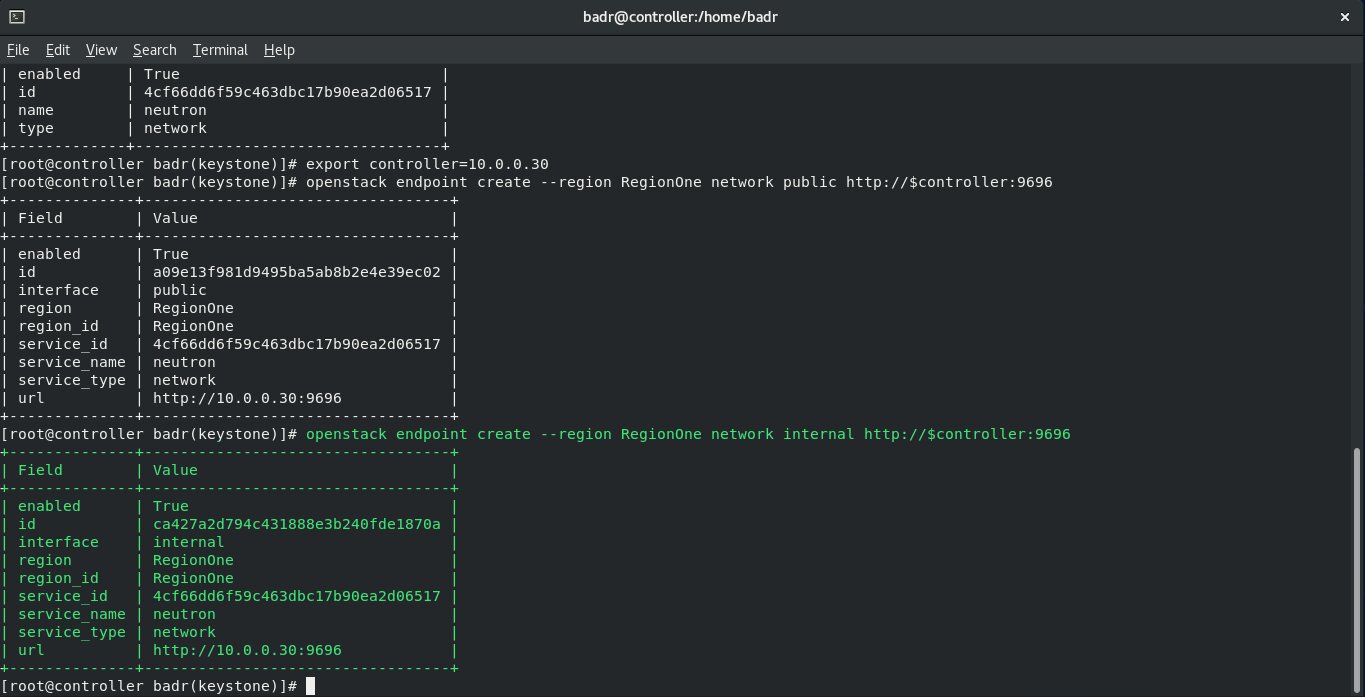 badr@controller:/home/badr
×
File Edit View Search Terminal Help
| enabled     | True                             |
| id          | 4cf66dd6f59c463dbc17b90ea2d06517 |
| name        | neutron                          |
| type        | network                          |
+-------------+----------------------------------+
[root@controller badr(keystone)]# export controller=10.0.0.30
[root@controller badr(keystone)]# openstack endpoint create --region RegionOne network public http://$controller:9696
+--------------+----------------------------------+
| Field        | Value                            |
+--------------+----------------------------------+
| enabled      | True                             |
| id           | a09e13f981d9495ba5ab8b2e4e39ec02 |
| interface    | public                           |
| region       | RegionOne                        |
| region_id    | RegionOne                        |
| service_id   | 4cf66dd6f59c463dbc17b90ea2d06517 |
| service_name | neutron                          |
| service_type | network                          |
| url          | http://10.0.0.30:9696            |
+--------------+----------------------------------+
[root@controller badr(keystone)]# openstack endpoint create --region RegionOne network internal http://$controller:9696
+--------------+----------------------------------+
| Field        | Value                            |
+--------------+----------------------------------+
| enabled      | True                             |
| id           | ca427a2d794c431888e3b240fde1870a |
| interface    | internal                         |
| region       | RegionOne                        |
| region_id    | RegionOne                        |
| service_id   | 4cf66dd6f59c463dbc17b90ea2d06517 |
| service_name | neutron                          |
| service_type | network                          |
| url          | http://10.0.0.30:9696            |
+--------------+----------------------------------+
[root@controller badr(keystone)]#